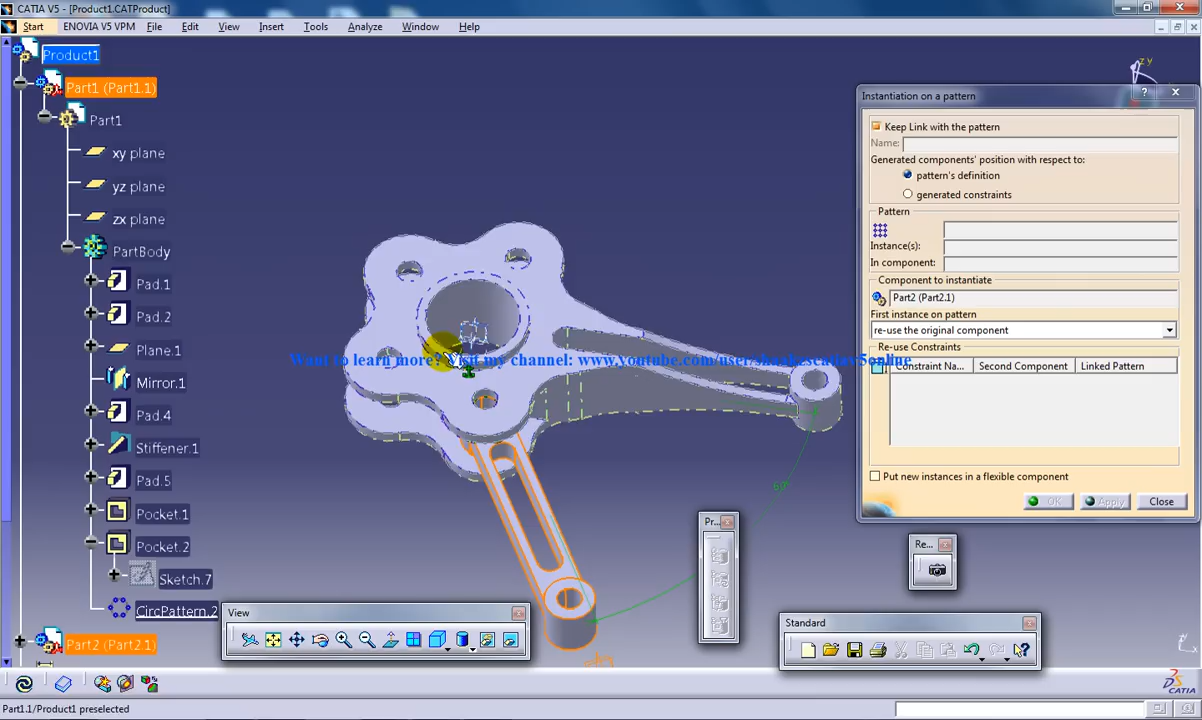 CATIA V5 - [Product1.CATProduct]
Start ENOVIA V5 VPM File Edit View Insert Tools Analyze Window Help
Product1
Part1 (Part1.1)
Part1
xy plane
yz plane
zx plane
PartBody
Pad.1
Pad.2
Plane.1
Mirror.1
Pad.4
Stiffener.1
Pad.5
Pocket.1
Pocket.2
Sketch.7
CircPattern.2
Part2 (Part2.1)
Want to learn more? Visit my channel: www.youtube.com/user/shaakascatiav5online
Instantiation on a pattern
Keep Link with the pattern
Name:
Generated components' position with respect to:
pattern's definition
generated constraints
Pattern
Instance(s):
In component:
Component to instantiate
Part2 (Part2.1)
First instance on pattern
re-use the original component
Re-use Constraints
Constraint Na... Second Component Linked Pattern
Put new instances in a flexible component
OK Apply Close
Pr...
Re...
View
Standard
z y
CATIA
Part1.1/Product1 preselected